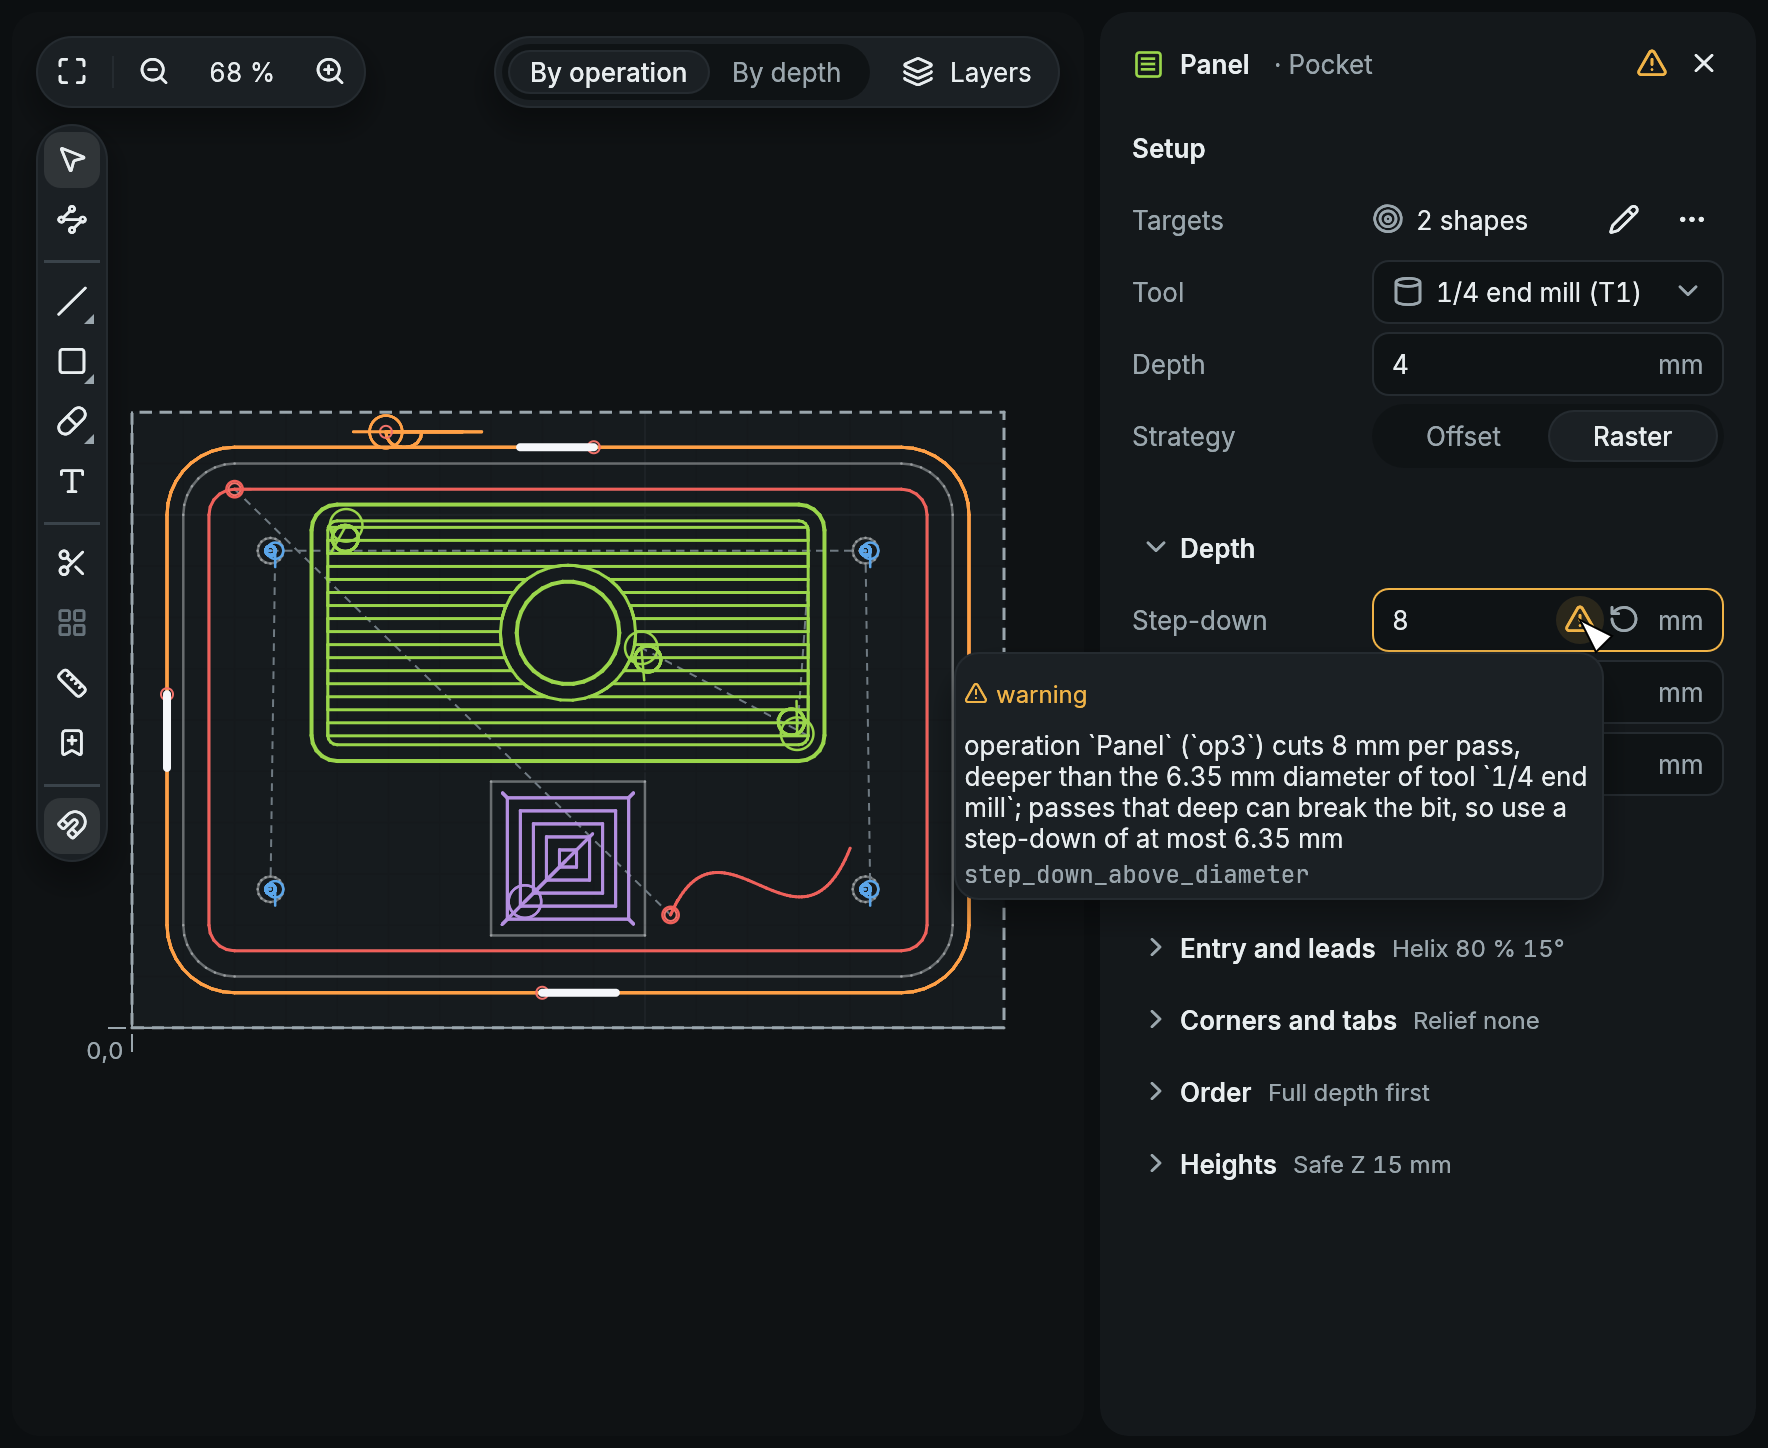 68 %
By operation
By depth
Layers
0,0
Panel · Pocket
Setup
Targets
2 shapes
Tool
1/4 end mill (T1)
Depth
4
mm
Strategy
Offset
Raster
Depth
Step-down
8
mm
mm
mm
warning
operation `Panel` (`op3`) cuts 8 mm per pass,
deeper than the 6.35 mm diameter of tool `1/4 end
mill`; passes that deep can break the bit, so use a
step-down of at most 6.35 mm
step_down_above_diameter
Entry and leads Helix 80 % 15°
Corners and tabs Relief none
Order Full depth first
Heights Safe Z 15 mm